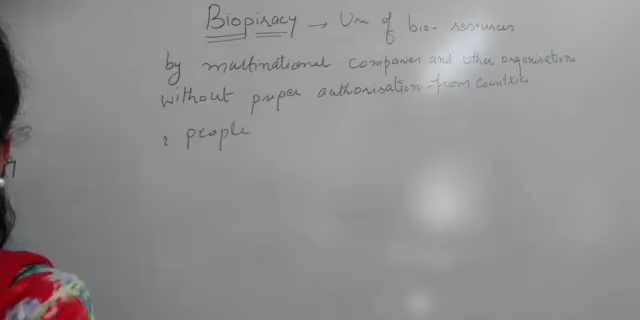 Biopiracy → Use of bio-resources
by multinational companies and other organisations
without proper authorisation from countries
& people